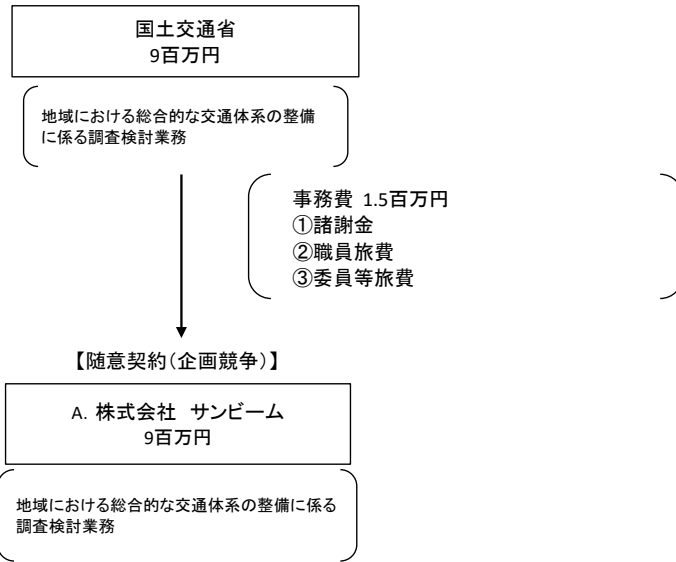 国土交通省
9百万円
地域における総合的な交通体系の整備
に係る調査検討業務
事務費 1.5百万円
①諸謝金
②職員旅費
③委員等旅費
【随意契約(企画競争)】
A. 株式会社　サンビーム
9百万円
地域における総合的な交通体系の整備に係る
調査検討業務